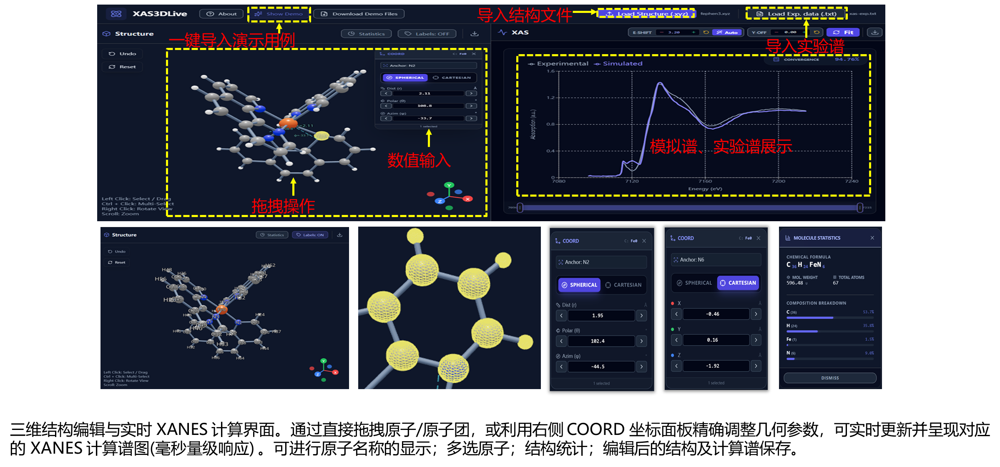 XAS3DLive
About
Show Demo
Download Demo Files
导入结构文件
Load Structure (.xyz)
fephen3.xyz
Load Exp. data (.txt)
xas-exp.txt
Structure
一键导入演示用例
Statistics
Labels: OFF
XAS
E-SHIFT
3.20
Auto
Y-OFF
0.00
Fit
导入实验谱
Undo
Reset
COORD
C: Fe0
Anchor: N2
SPHERICAL
CARTESIAN
Dist (r)
Å
2.11
Polar (θ)
°
108.8
Azim (φ)
°
-33.7
1 selected
r=2.11
ϕ=-33.7
数值输入
拖拽操作
Y
X
Z
Left Click: Select / Drag
Ctrl + Click: Multi-Select
Right Click: Rotate View
Scroll: Zoom
Experimental
Simulated
CONVERGENCE
94.76%
1.6
1.2
0.8
0.4
0
Absorption (a.u.)
模拟谱、实验谱展示
7080
7120
7160
7200
7240
Energy (eV)
7096
7215
Structure
Statistics
Labels: ON
Undo
Reset
H62
H48
H56
H50
H46
H33
H24
H37
H44
H32
H66
H64
Fe0
N2
N3
C32
Y
X
Z
Left Click: Select / Drag
Ctrl + Click: Multi-Select
Right Click: Rotate View
Scroll: Zoom
COORD
C: Fe0
Anchor: N2
SPHERICAL
CARTESIAN
Dist (r)
Å
1.95
Polar (θ)
°
102.4
Azim (φ)
°
-44.5
1 selected
COORD
C: Fe0
Anchor: N6
SPHERICAL
CARTESIAN
X
Å
-0.46
Y
Å
0.16
Z
Å
-1.92
1 selected
MOLECULE STATISTICS
CHEMICAL FORMULA
C36H24FeN6
MOL. WEIGHT
596.48 u
TOTAL ATOMS
67
COMPOSITION BREAKDOWN
C (36) 53.7%
H (24) 35.8%
Fe (1) 1.5%
N (6) 9.0%
DISMISS
三维结构编辑与实时 XANES 计算界面。通过直接拖拽原子/原子团，或利用右侧 COORD 坐标面板精确调整几何参数，可实时更新并呈现对应
的 XANES 计算谱图(毫秒量级响应) 。可进行原子名称的显示；多选原子；结构统计；编辑后的结构及计算谱保存。